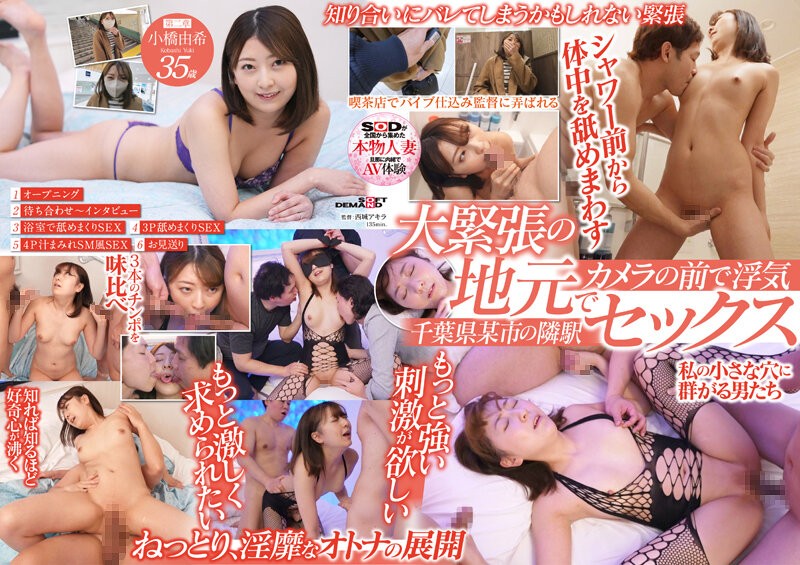 知り合いにバレてしまうかもしれない緊張
第二章
小橋由希
Kobashi Yuki
35歳
喫茶店でバイブ仕込み監督に弄ばれる
SODが
全国から集めた
本物人妻
旦那に内緒で
AV体験
SOFT
ON
DEMAND
監督:西城アキラ
135min.
シャワー前から
体中を舐めまわす
1 オープニング
2 待ち合わせ～インタビュー
3 浴室で舐めまくりSEX
4 3P舐めまくりSEX
5 4P汁まみれSM風SEX
6 お見送り
大緊張の
地元で
カメラの前で浮気
セックス
千葉県某市の隣駅
3本のチンポを
味比べ
私の小さな穴に
群がる男たち
もっと強い
刺激が欲しい
もっと激しく
求められたい
知れば知るほど
好奇心が沸く
ねっとり、淫靡なオトナの展開